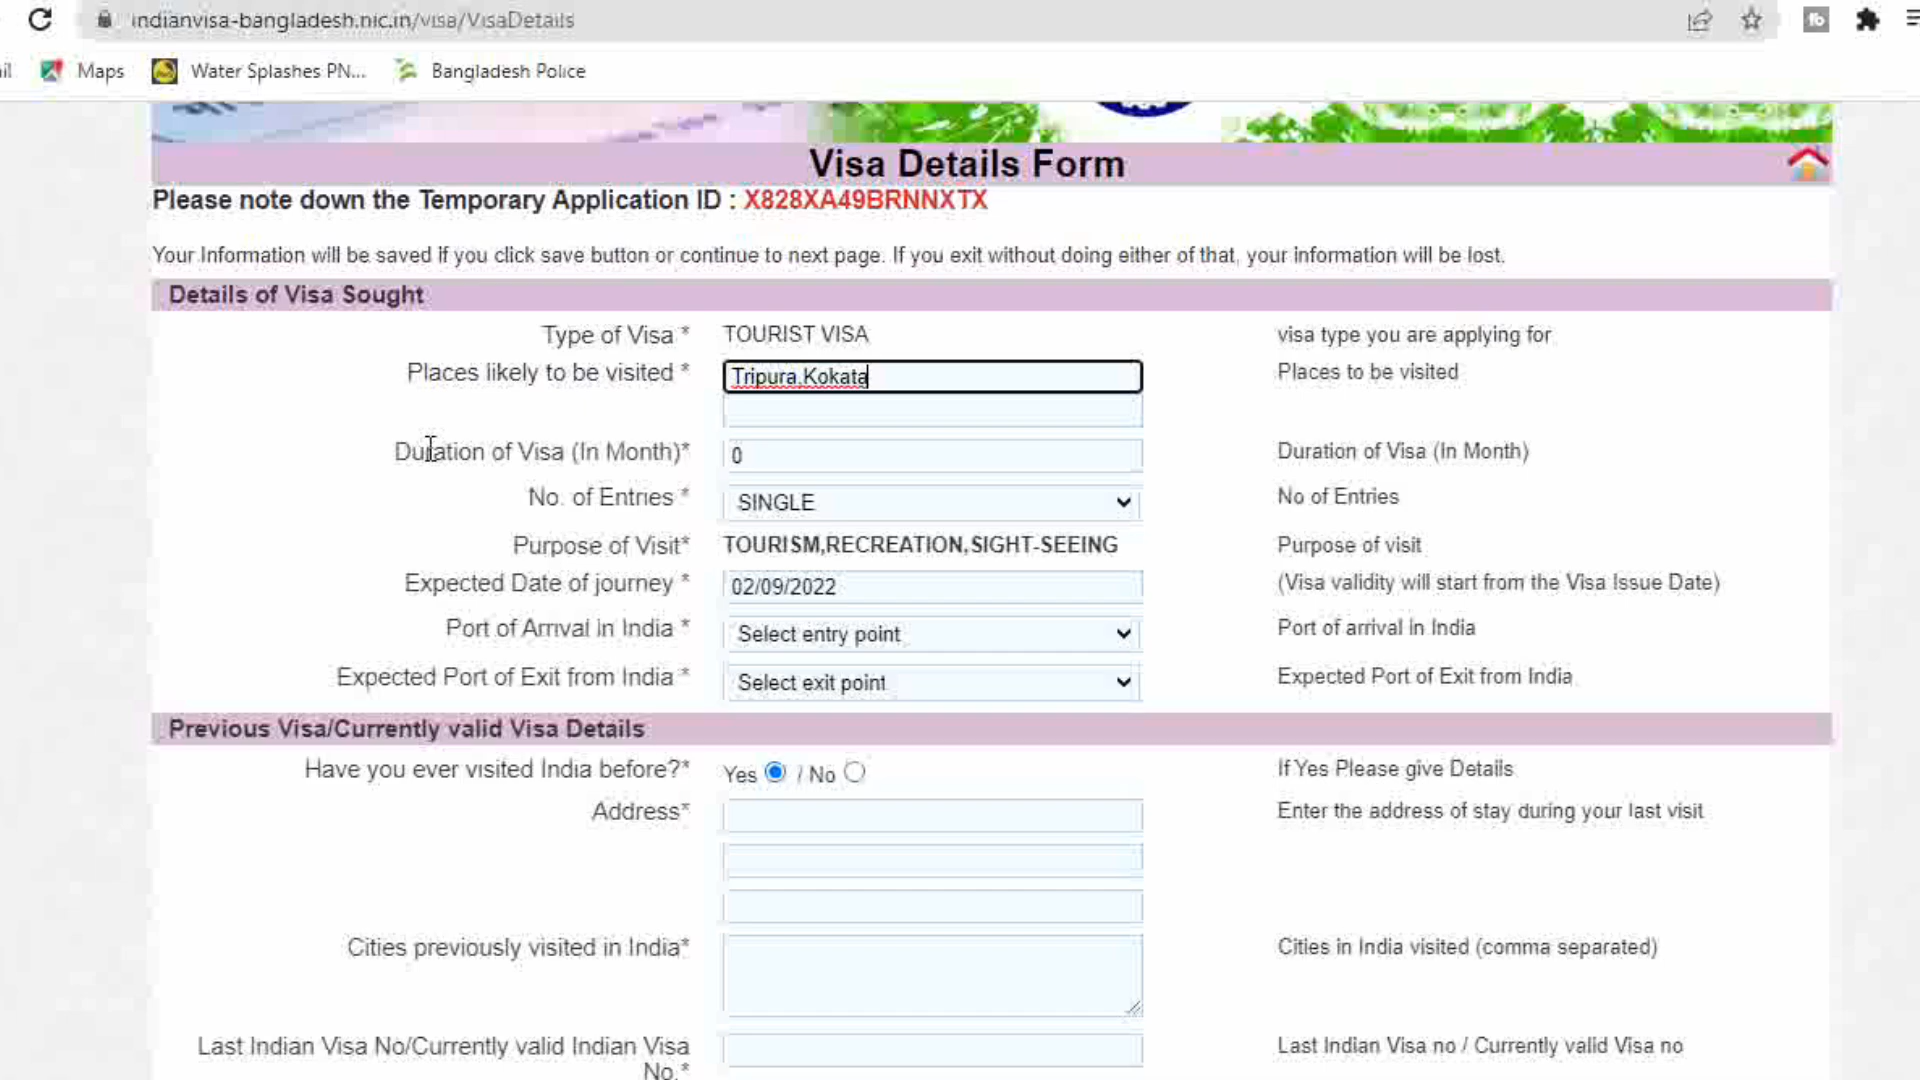 indianvisa-bangladesh.nic.in/visa/VisaDetails
il Maps Water Splashes PN... Bangladesh Police
Visa Details Form
Please note down the Temporary Application ID : X828XA49BRNNXTX
Your Information will be saved if you click save button or continue to next page. If you exit without doing either of that, your information will be lost.
Details of Visa Sought
Type of Visa * TOURIST VISA visa type you are applying for
Places likely to be visited * Tripura,Kokata Places to be visited
Duration of Visa (In Month)* 0 Duration of Visa (In Month)
No. of Entries * SINGLE No of Entries
Purpose of Visit* TOURISM,RECREATION,SIGHT-SEEING Purpose of visit
Expected Date of journey * 02/09/2022 (Visa validity will start from the Visa Issue Date)
Port of Arrival in India * Select entry point Port of arrival in India
Expected Port of Exit from India * Select exit point Expected Port of Exit from India
Previous Visa/Currently valid Visa Details
Have you ever visited India before?* Yes / No If Yes Please give Details
Address* Enter the address of stay during your last visit
Cities previously visited in India* Cities in India visited (comma separated)
Last Indian Visa No/Currently valid Indian Visa Last Indian Visa no / Currently valid Visa no
No.*